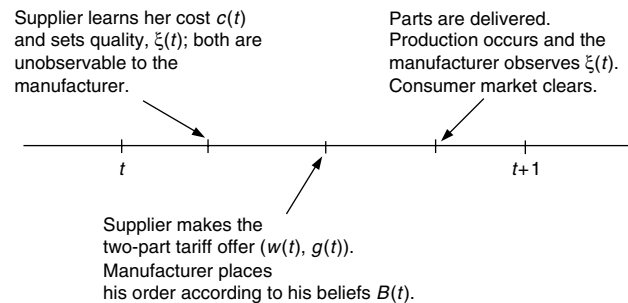 Supplier learns her cost c(t)
and sets quality, ξ(t); both are
unobservable to the
manufacturer.
Parts are delivered.
Production occurs and the
manufacturer observes ξ(t).
Consumer market clears.
t
t+1
Supplier makes the
two-part tariff offer (w(t), g(t)).
Manufacturer places
his order according to his beliefs B(t).